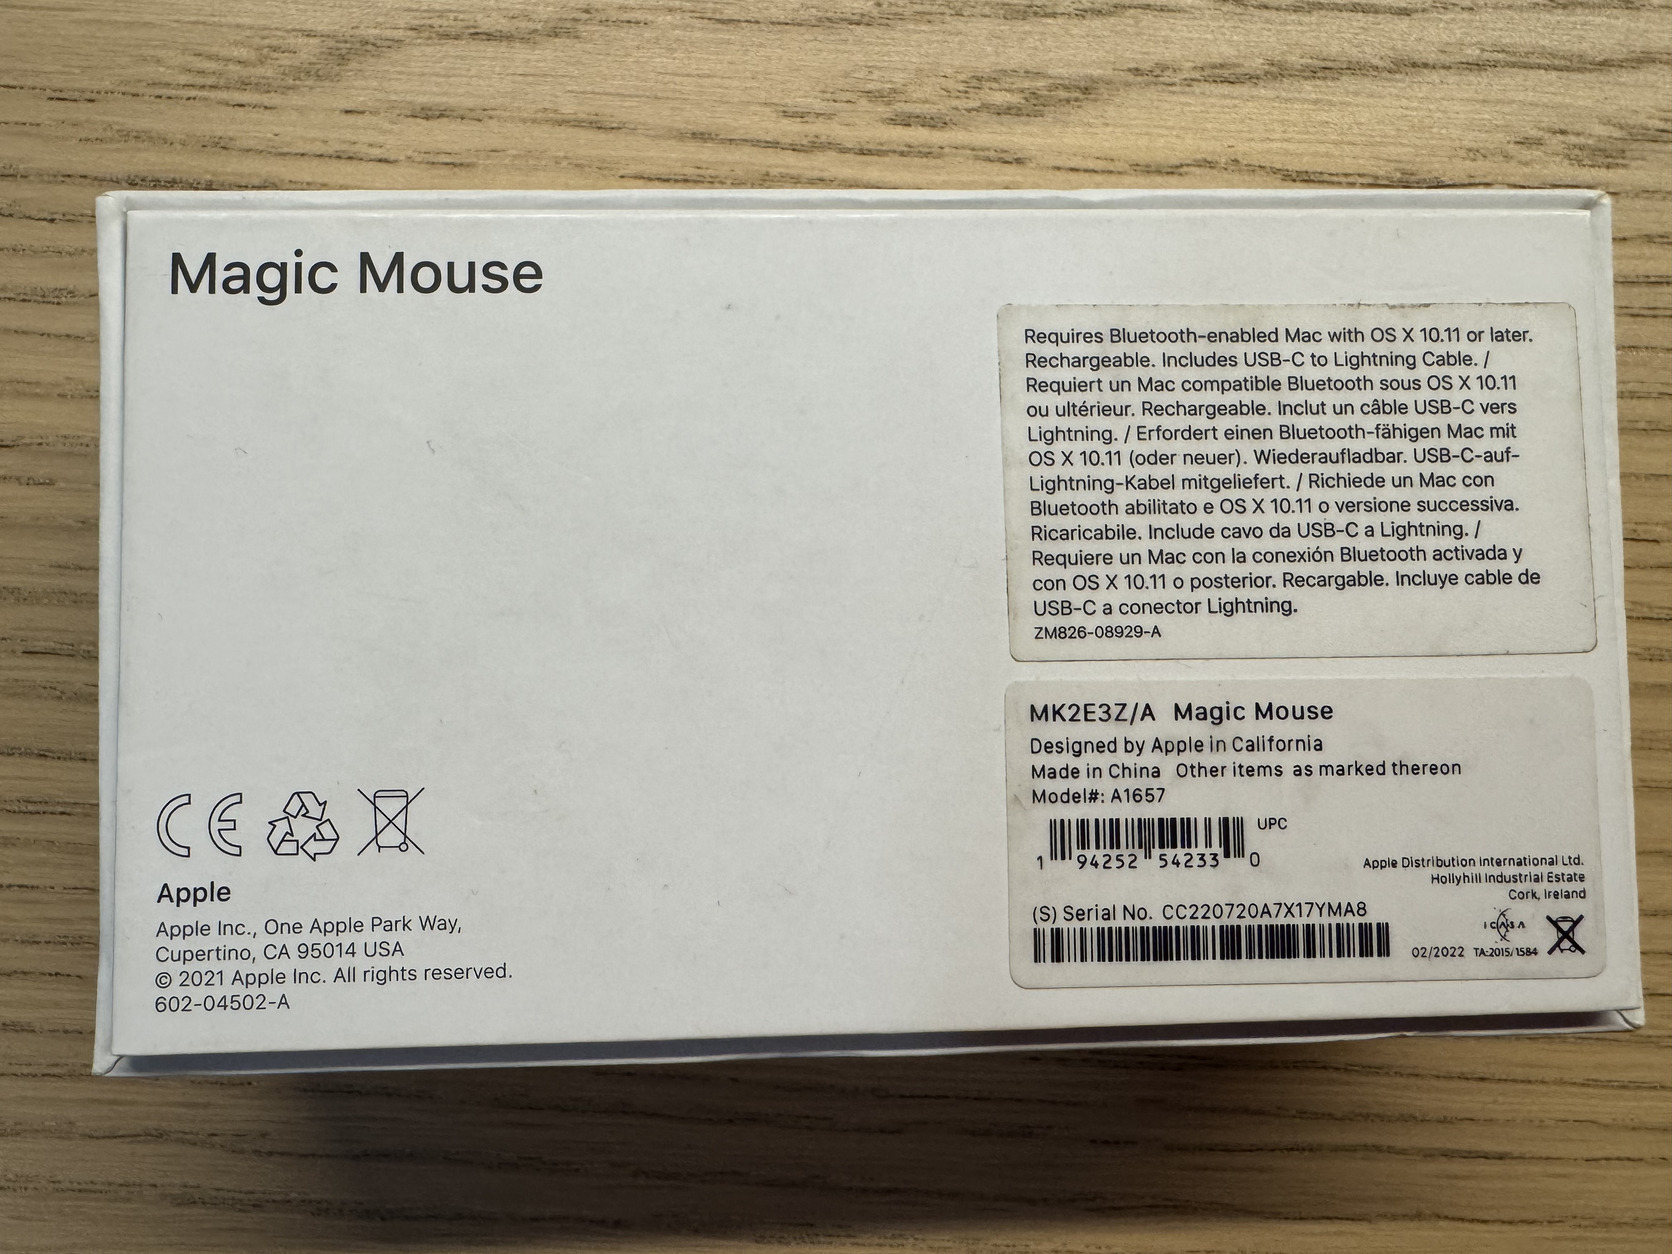 Magic Mouse
Requires Bluetooth-enabled Mac with OS X 10.11 or later.
Rechargeable. Includes USB-C to Lightning Cable. /
Requiert un Mac compatible Bluetooth sous OS X 10.11
ou ultérieur. Rechargeable. Inclut un câble USB-C vers
Lightning. / Erfordert einen Bluetooth-fähigen Mac mit
OS X 10.11 (oder neuer). Wiederaufladbar. USB-C-auf-
Lightning-Kabel mitgeliefert. / Richiede un Mac con
Bluetooth abilitato e OS X 10.11 o versione successiva.
Ricaricabile. Include cavo da USB-C a Lightning. /
Requiere un Mac con la conexión Bluetooth activada y
con OS X 10.11 o posterior. Recargable. Incluye cable de
USB-C a conector Lightning.
ZM826-08929-A
MK2E3Z/A Magic Mouse
Designed by Apple in California
Made in China Other items as marked thereon
Model#: A1657
UPC
1 94252 54233 0
Apple Distribution International Ltd.
Hollyhill Industrial Estate
Cork, Ireland
(S) Serial No. CC220720A7X17YMA8
ICASA
02/2022 TA-2015/1584
CE
Apple
Apple Inc., One Apple Park Way,
Cupertino, CA 95014 USA
© 2021 Apple Inc. All rights reserved.
602-04502-A